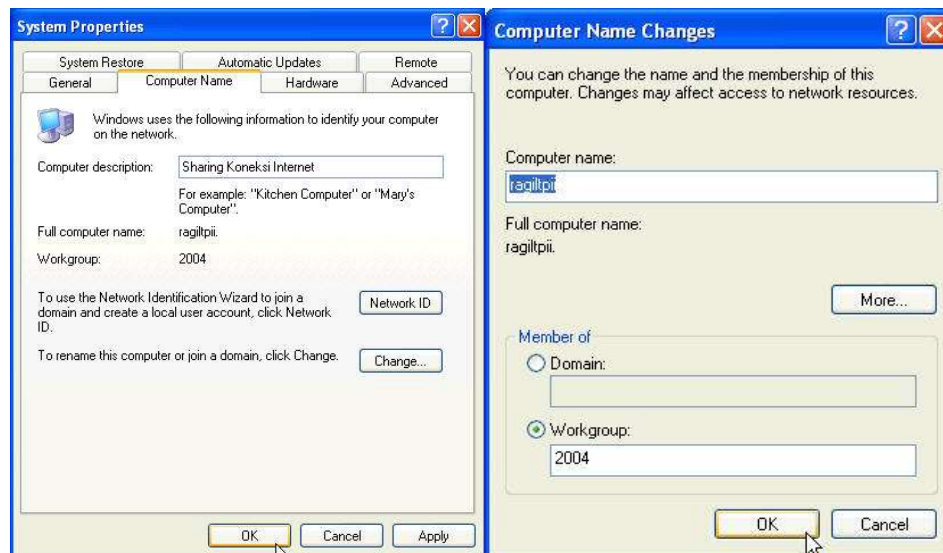 System Properties
System Restore
Automatic Updates
Remote
General
Computer Name
Hardware
Advanced
Windows uses the following information to identify your computer
on the network.
Computer description:
Sharing Koneksi Internet
For example: "Kitchen Computer" or "Mary's
Computer".
Full computer name:
ragiltpii.
Workgroup:
2004
To use the Network Identification Wizard to join a
domain and create a local user account, click Network
ID.
Network ID
To rename this computer or join a domain, click Change.
Change...
OK
Cancel
Apply
Computer Name Changes
You can change the name and the membership of this
computer. Changes may affect access to network resources.
Computer name:
ragiltpii
Full computer name:
ragiltpii.
More...
Member of
Domain:
Workgroup:
2004
OK
Cancel